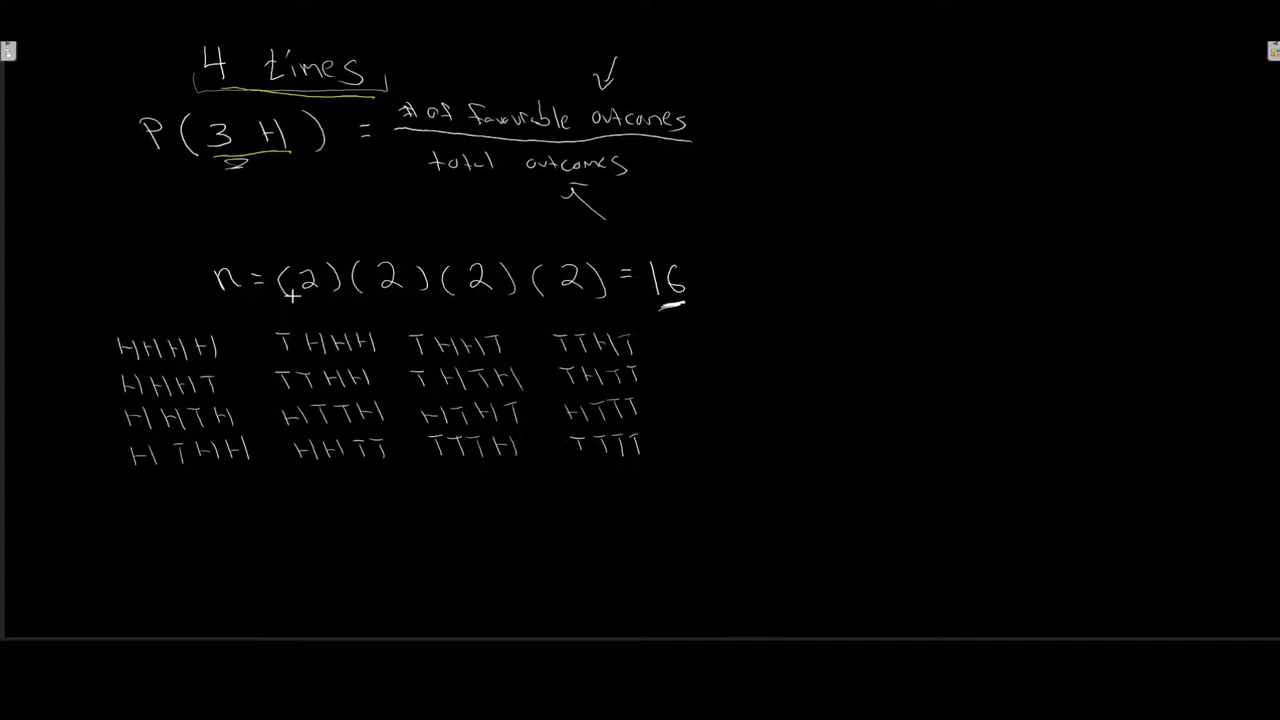 4 times
P ( 3 H ) = # of favorable outcomes
total outcomes
n = (2) (2) (2) (2) = 16
HHHH THHH THHT TTHT
HHHT TTHH THTH THTT
HHTH HTTH HTHT HTTT
HTHH HHTT TTTH TTTT